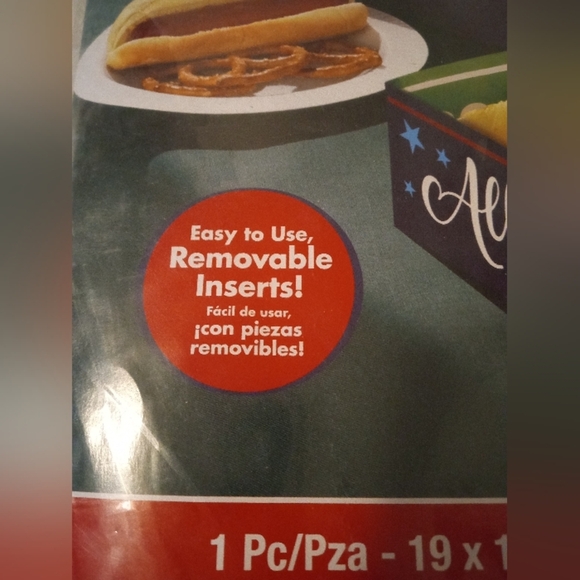 Easy to Use,
Removable
Inserts!
Fácil de usar,
¡con piezas
removibles!
1 Pc/Pza - 19 x 1